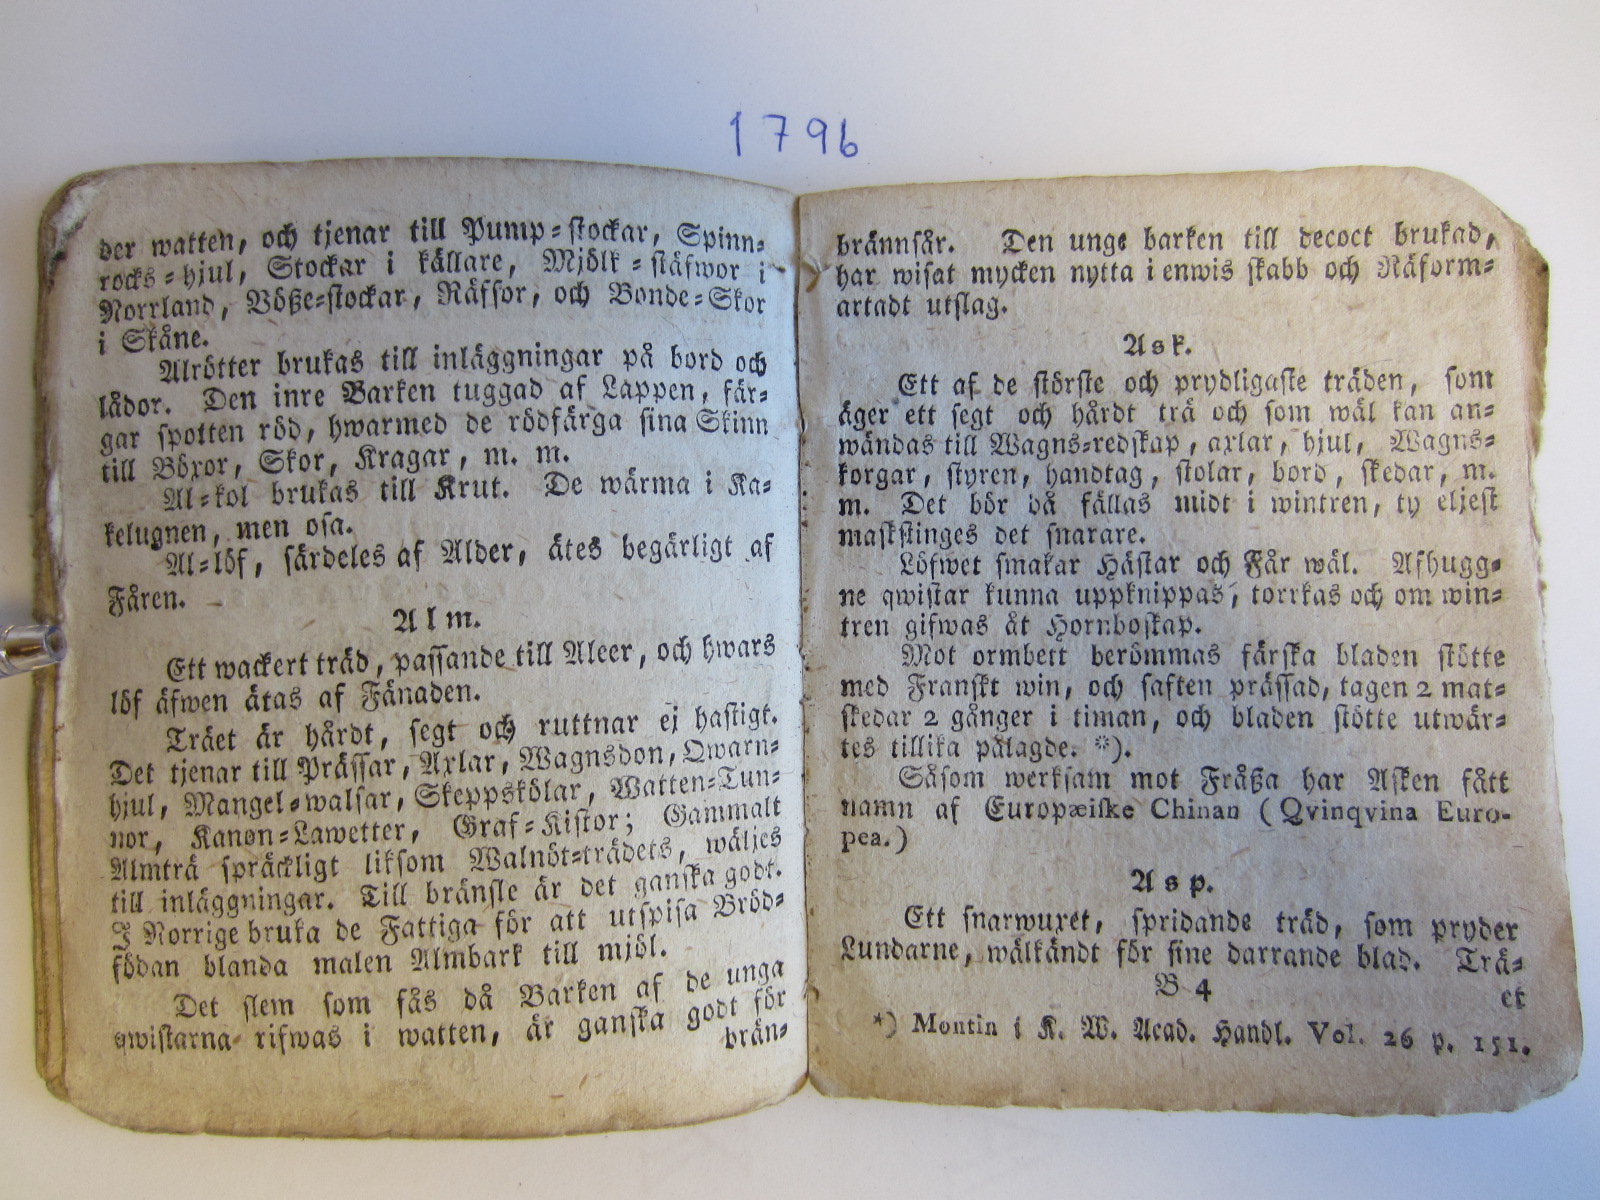 1796
der watten, och tjenar till Pump-stockar, Spinn-
rocks-hjul, Stockar i källare, Mjölk-stäfwor i
Norrland, Böße-stockar, Räffor, och Bonde-Skor
i Skåne.
Alrötter brukas till inläggningar på bord och
lådor. Den inre Barken tuggad af Lappen, fär-
gar spotten röd, hwarmed de rödfärga sina Skinn
till Böxor, Skor, Kragar, m. m.
Al-kol brukas till Krut. De wärma i Ka-
kelugnen, men osa.
Al-löf, särdeles af Alder, ätes begärligt af
Fåren.
Alm.
Ett wackert träd, passande till Aleer, och hwars
löf äfwen ätas af Fänaden.
Träet är hårdt, segt och ruttnar ej hastigt.
Det tjenar till Prässar, Axlar, Wagnsdon, Qwarn-
hjul, Mangel-walsar, Skeppskölar, Watten-Tun-
nor, Kanon-Lawetter, Graf-Kistor; Gammalt
Almträ spräckligt liksom Walnöt-trädets, wäljes
till inläggningar. Till bränsle är det ganska godt.
I Norrige bruka de Fattiga för att utspisa Bröd-
födan blanda malen Almbark till mjöl.
Det slem som fås då Barken af de unga
qwistarna rifwas i watten, är ganska godt för
brän-
brännsår. Den unge barken till decoct brukad,
har wisat mycken nytta i enwis skabb och Räform-
artadt utslag.
Ask.
Ett af de störste och prydligaste träden, som
äger ett segt och hårdt trä och som wäl kan an-
wändas till Wagns-redskap, axlar, hjul, Wagns-
korgar, styren, handtag, stolar, bord, skedar, m.
m. Det bör då fällas midt i wintren, ty eljest
maskstinges det snarare.
Löfwet smakar Hästar och Får wäl. Afhugg-
ne qwistar kunna uppknippas, torrkas och om win-
tren gifwas åt Hornboskap.
Mot ormbett berömmas färska bladen stötte
med Franskt win, och saften prässad, tagen 2 mat-
skedar 2 gånger i timan, och bladen stötte utwär-
tes tillika pålagde. *).
Såsom werksam mot Fråßa har Asken fått
namn af Europæiske Chinan (Qvinqvina Euro-
pea.)
Asp.
Ett snarwuxet, spridande träd, som pryder
Lundarne, wälkändt för sine darrande blad. Trä-
B 4
et
*) Montin i K. W. Acad. Handl. Vol. 26 p. 151.